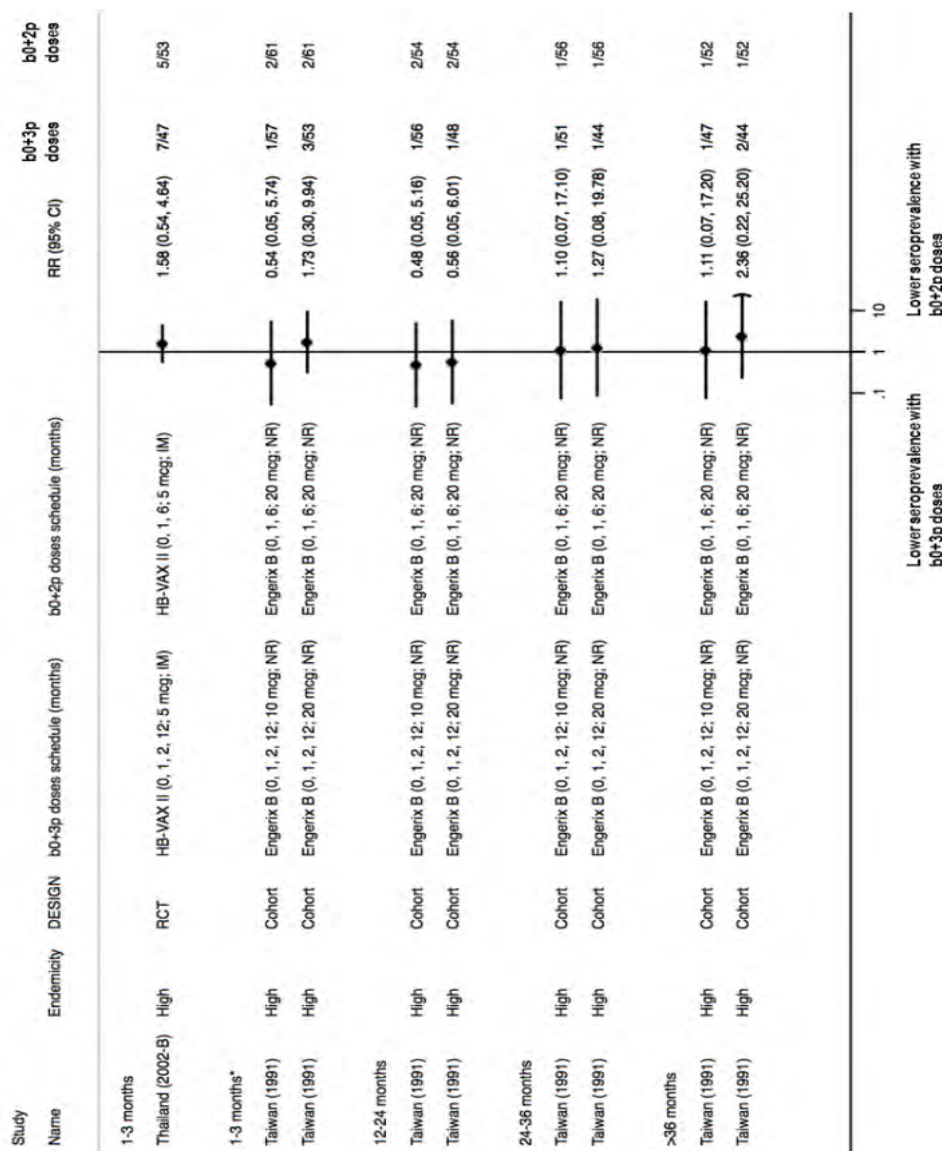 Study b0+3p b0+2p
Name Endemicity DESIGN b0+3p doses schedule (months) b0+2p doses schedule (months) RR (95% CI) doses doses
1-3 months
Thailand (2002-B) High RCT HB-VAX II (0, 1, 2, 12; 5 mcg; IM) HB-VAX II (0, 1, 6; 5 mcg; IM) 1.58 (0.54, 4.64) 7/47 5/53
1-3 months*
Taiwan (1991) High Cohort Engerix B (0, 1, 2, 12; 10 mcg; NR) Engerix B (0, 1, 6; 20 mcg; NR) 0.54 (0.05, 5.74) 1/57 2/61
Taiwan (1991) High Cohort Engerix B (0, 1, 2, 12; 20 mcg; NR) Engerix B (0, 1, 6; 20 mcg; NR) 1.73 (0.30, 9.94) 3/53 2/61
12-24 months
Taiwan (1991) High Cohort Engerix B (0, 1, 2, 12; 10 mcg; NR) Engerix B (0, 1, 6; 20 mcg; NR) 0.48 (0.05, 5.16) 1/56 2/54
Taiwan (1991) High Cohort Engerix B (0, 1, 2, 12; 20 mcg; NR) Engerix B (0, 1, 6; 20 mcg; NR) 0.56 (0.05, 6.01) 1/48 2/54
24-36 months
Taiwan (1991) High Cohort Engerix B (0, 1, 2, 12; 10 mcg; NR) Engerix B (0, 1, 6; 20 mcg; NR) 1.10 (0.07, 17.10) 1/51 1/56
Taiwan (1991) High Cohort Engerix B (0, 1, 2, 12; 20 mcg; NR) Engerix B (0, 1, 6; 20 mcg; NR) 1.27 (0.08, 19.78) 1/44 1/56
>36 months
Taiwan (1991) High Cohort Engerix B (0, 1, 2, 12; 10 mcg; NR) Engerix B (0, 1, 6; 20 mcg; NR) 1.11 (0.07, 17.20) 1/47 1/52
Taiwan (1991) High Cohort Engerix B (0, 1, 2, 12; 20 mcg; NR) Engerix B (0, 1, 6; 20 mcg; NR) 2.36 (0.22, 25.20) 2/44 1/52
.1 1 10
Lower seroprevalence with Lower seroprevalence with
b0+3p doses b0+2p doses